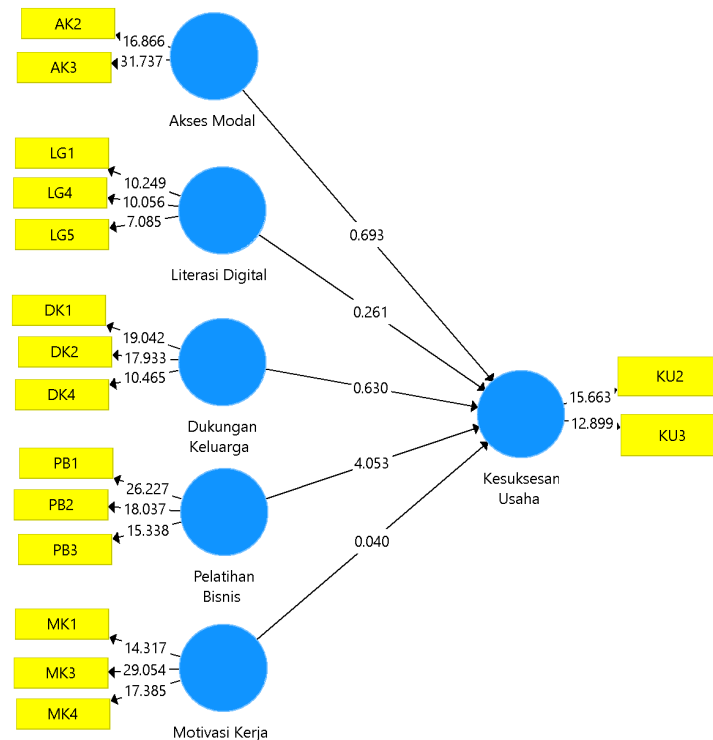 AK2
16.866
AK3
31.737
Akses Modal
LG1
10.249
LG4
10.056
LG5
7.085
Literasi Digital
0.693
0.261
DK1
19.042
DK2
17.933
DK4
10.465
Dukungan
Keluarga
0.630
KU2
15.663
KU3
12.899
Kesuksesan
Usaha
PB1
26.227
PB2
18.037
PB3
15.338
Pelatihan
Bisnis
4.053
0.040
MK1
14.317
MK3
29.054
MK4
17.385
Motivasi Kerja